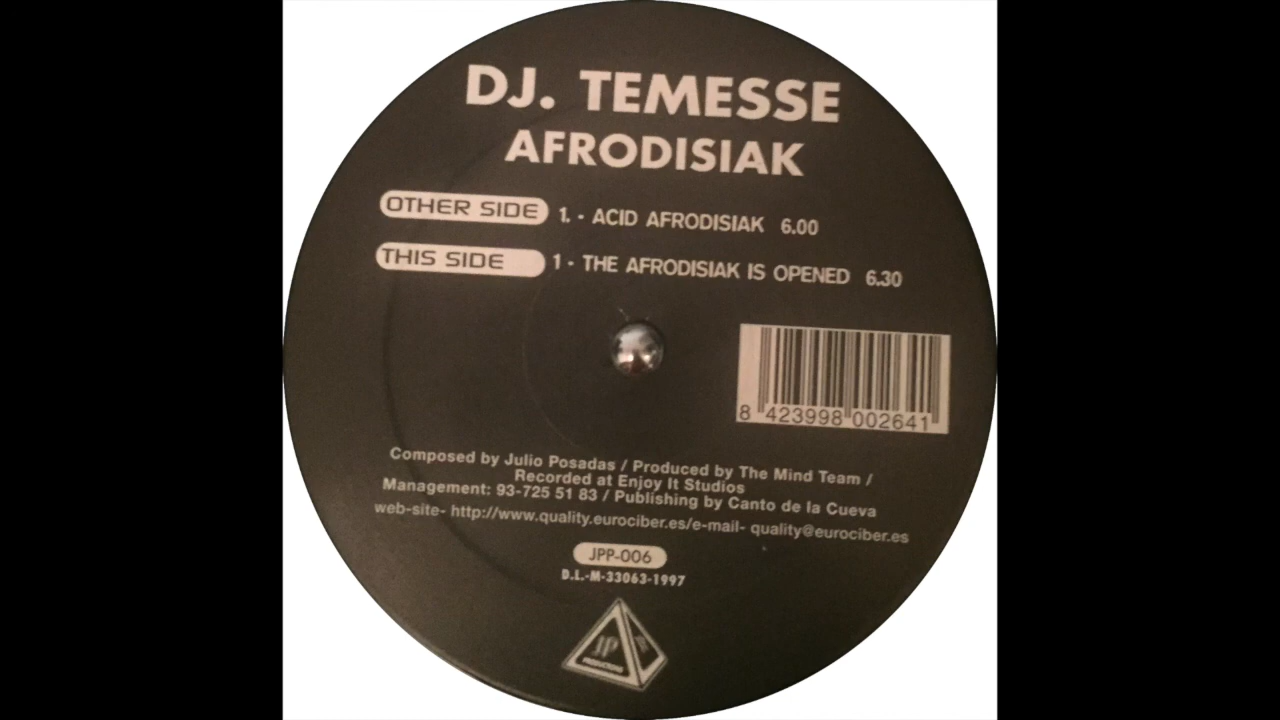 DJ. TEMESSE
AFRODISIAK
OTHER SIDE 1. - ACID AFRODISIAK 6.00
THIS SIDE 1 - THE AFRODISIAK IS OPENED 6.30
8 423998 002641
Composed by Julio Posadas / Produced by The Mind Team /
Recorded at Enjoy It Studios
Management: 93-725 51 83 / Publishing by Canto de la Cueva
web-site- http://www.quality.eurociber.es/e-mail- quality@eurociber.es
JPP-006
D.L.-M-33063-1997
JP
PRODUCTIONS